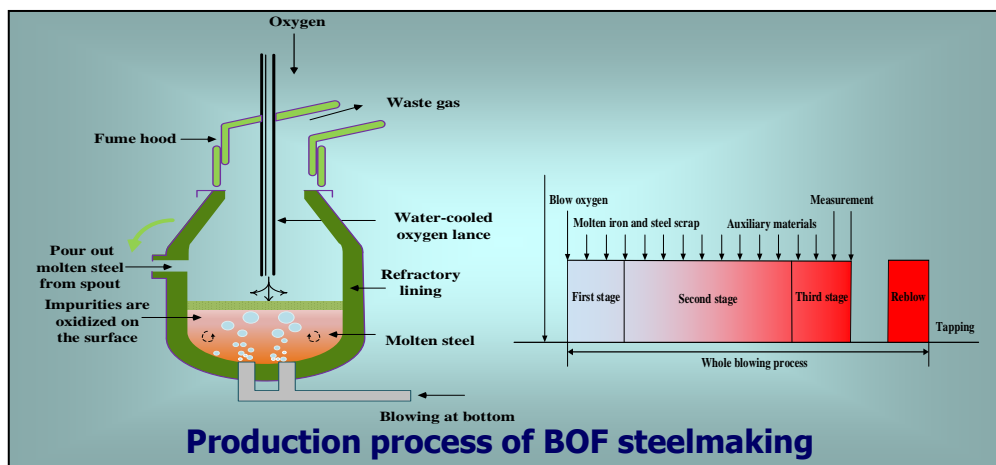 Oxygen
Waste gas
Fume hood
Water-cooled
oxygen lance
Pour out
molten steel
from spout
Refractory
lining
Impurities are
oxidized on
the surface
Molten steel
Blowing at bottom
Measurement
Blow oxygen
Molten iron and steel scrap
Auxiliary materials
First stage
Second stage
Third stage
Reblow
Tapping
Whole blowing process
Production process of BOF steelmaking